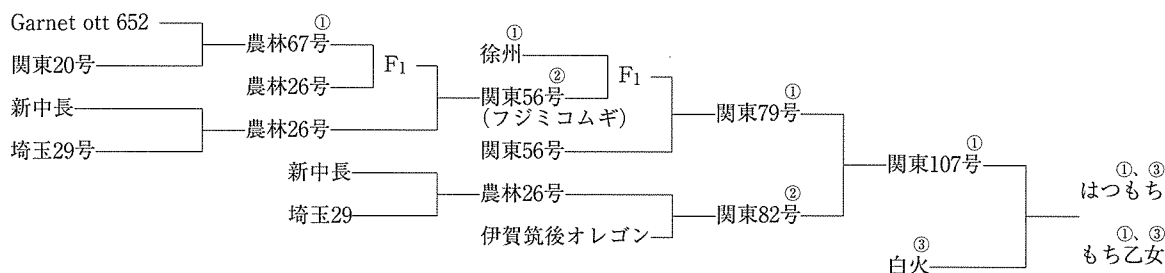 Garnet ott 652
関東20号
新中長
埼玉29号
①
農林67号
農林26号
農林26号
F₁
新中長
埼玉29
①
徐州
②
関東56号
(フジミコムギ)
関東56号
農林26号
伊賀筑後オレゴン
F₁
①
関東79号
②
関東82号
①
関東107号
③
白火
①、③
はつもち
①、③
もち乙女